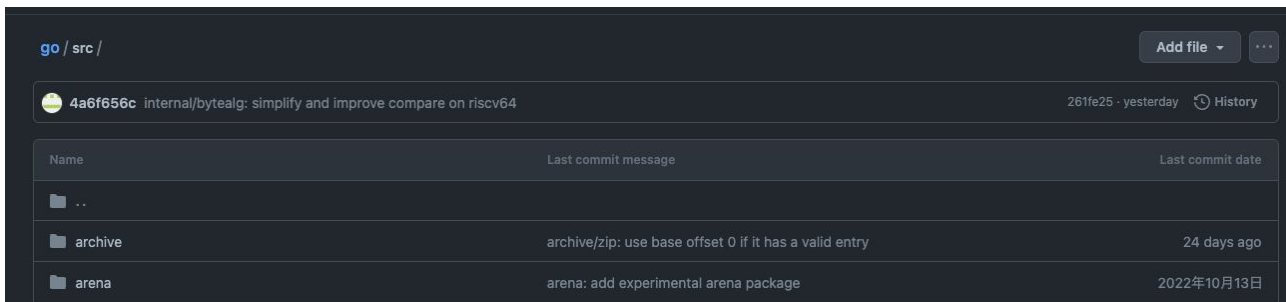 go / src /
Add file
4a6f656c internal/bytealg: simplify and improve compare on riscv64 261fe25 · yesterday History
Name Last commit message Last commit date
..
archive archive/zip: use base offset 0 if it has a valid entry 24 days ago
arena arena: add experimental arena package 2022年10月13日